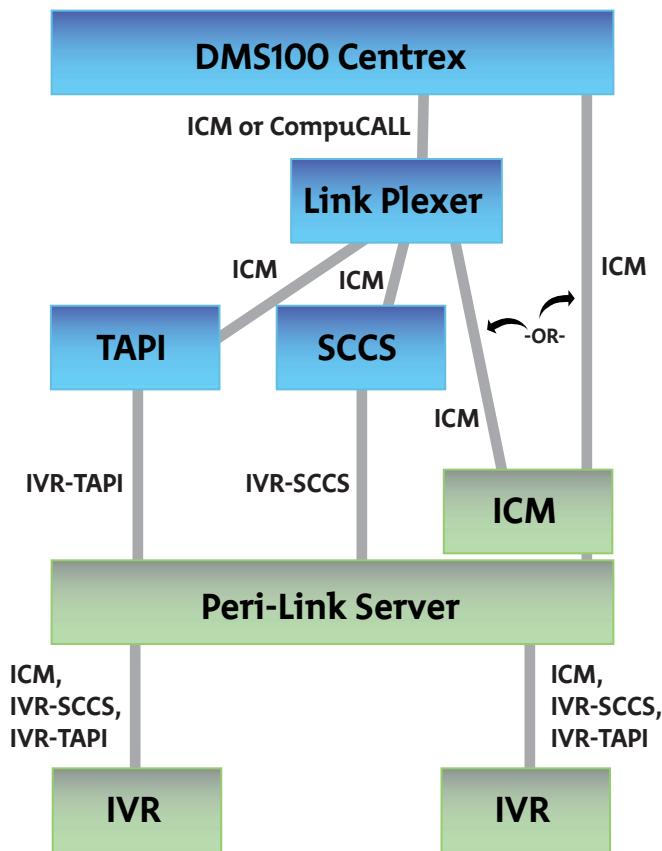 DMS100 Centrex
ICM or CompuCALL
Link Plexer
ICM
ICM
ICM
TAPI
SCCS
-OR-
ICM
IVR-TAPI
IVR-SCCS
ICM
Peri-Link Server
ICM,
IVR-SCCS,
IVR-TAPI
ICM,
IVR-SCCS,
IVR-TAPI
IVR
IVR